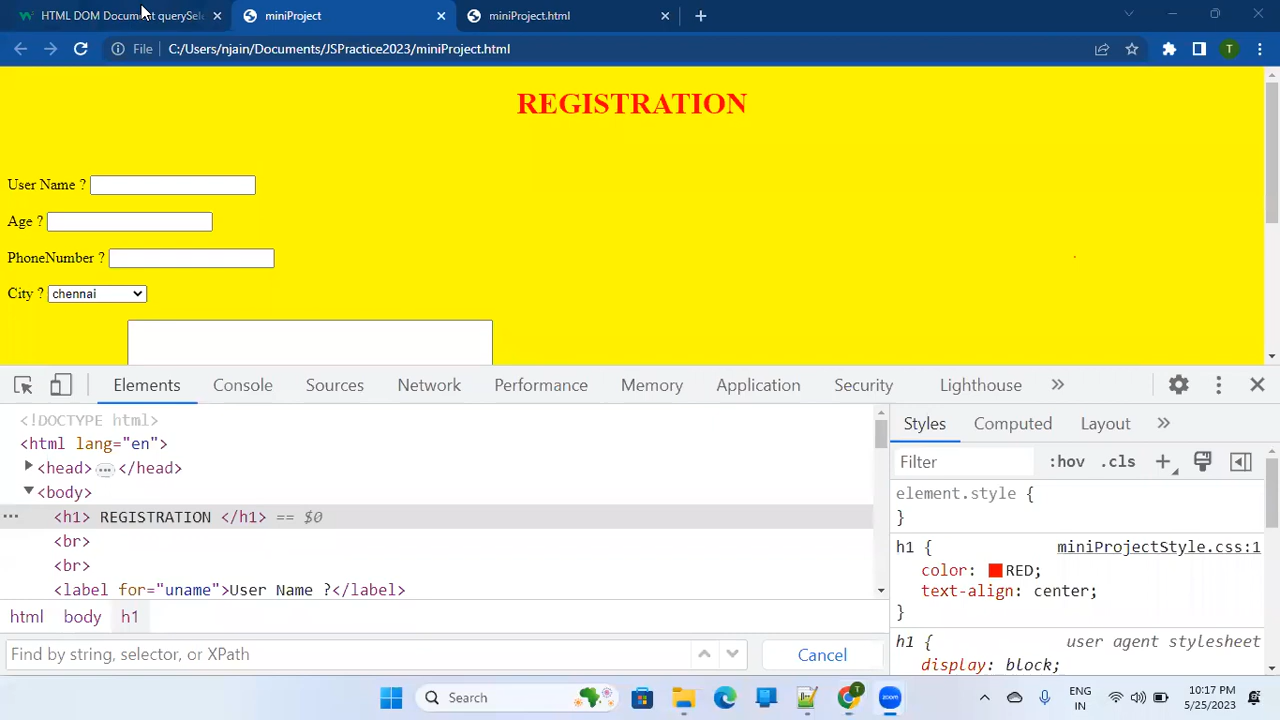 HTML DOM Document querySel
miniProject
miniProject.html
File
C:/Users/njain/Documents/JSPractice2023/miniProject.html
T
REGISTRATION
User Name ?
Age ?
PhoneNumber ?
City ?
chennai
Elements
Console
Sources
Network
Performance
Memory
Application
Security
Lighthouse
<!DOCTYPE html>
<html lang="en">
<head> … </head>
<body>
<h1> REGISTRATION </h1> == $0
<br>
<br>
<label for="uname">User Name ?</label>
html
body
h1
Find by string, selector, or XPath
Cancel
Styles
Computed
Layout
Filter
:hov
.cls
element.style {
}
h1 {
miniProjectStyle.css:1
color: RED;
text-align: center;
}
h1 {
user agent stylesheet
display: block;
Search
T
zoom
ENG
IN
10:17 PM
5/25/2023